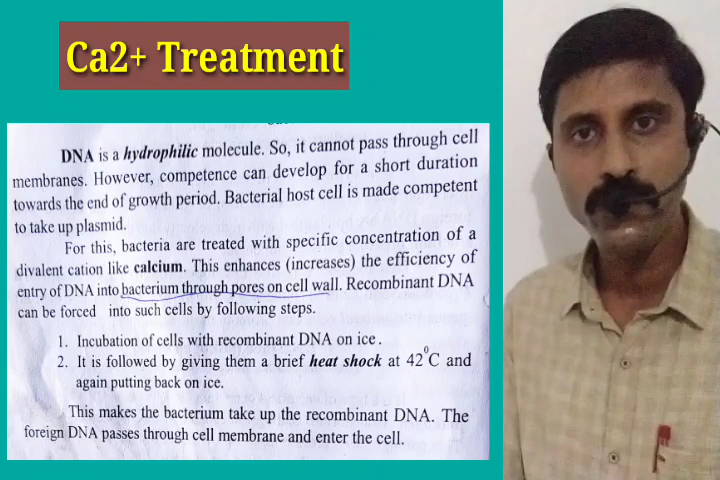 Ca2+ Treatment
DNA is a hydrophilic molecule. So, it cannot pass through cell
membranes. However, competence can develop for a short duration
towards the end of growth period. Bacterial host cell is made competent
to take up plasmid.
For this, bacteria are treated with specific concentration of a
divalent cation like calcium. This enhances (increases) the efficiency of
entry of DNA into bacterium through pores on cell wall. Recombinant DNA
can be forced into such cells by following steps.
1. Incubation of cells with recombinant DNA on ice.
2. It is followed by giving them a brief heat shock at 42⁰C and
again putting back on ice.
This makes the bacterium take up the recombinant DNA. The
foreign DNA passes through cell membrane and enter the cell.